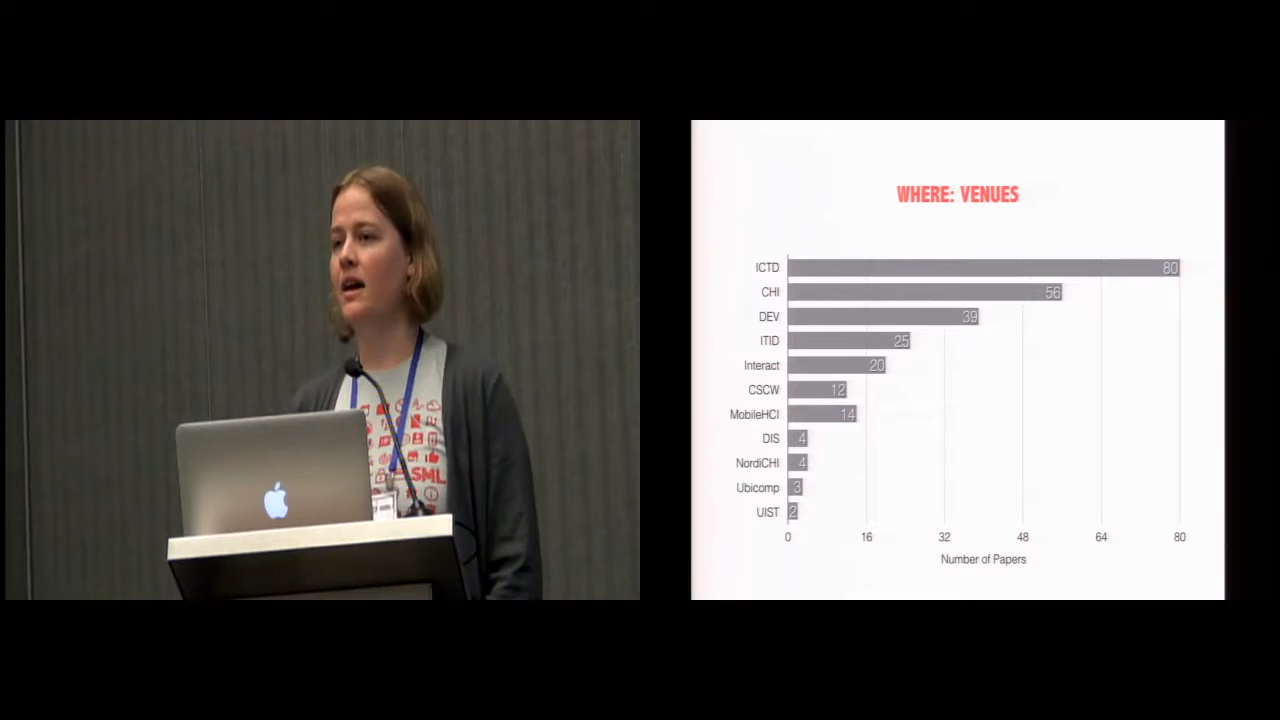 SML
WHERE: VENUES
ICTD 80
CHI 56
DEV 39
ITID 25
Interact 20
CSCW 12
MobileHCI 14
DIS 4
NordiCHI 4
Ubicomp 3
UIST 2
0 16 32 48 64 80
Number of Papers